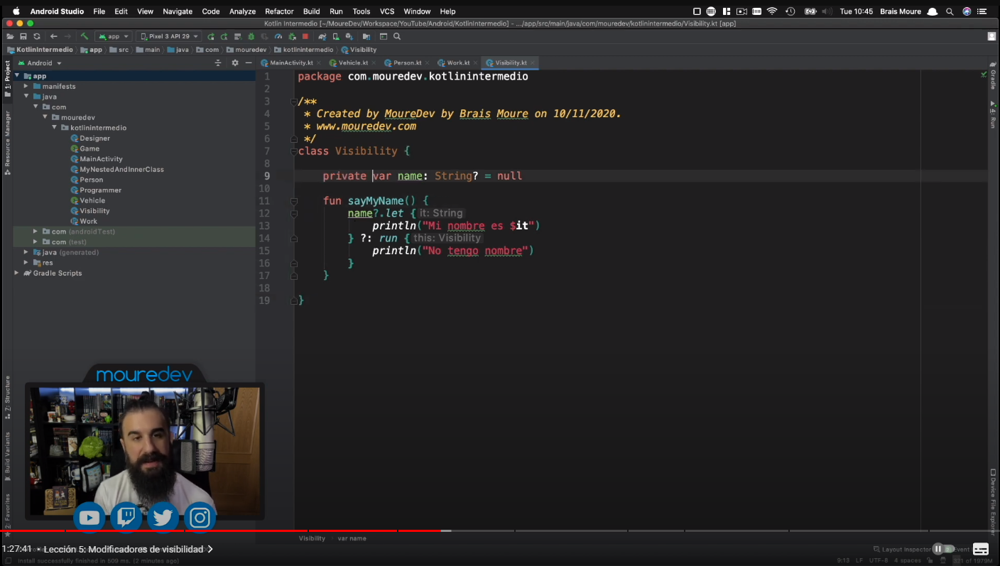 Android Studio File Edit View Navigate Code Analyze Refactor Build Run Tools VCS Window Help Tue 10:45 Brais Moure
Kotlin Intermedio [~/MoureDev/Workspace/YouTube/Android/KotlinIntermedio] - .../app/src/main/java/com/mouredev/kotlinintermedio/Visibility.kt [app]
app Pixel 3 API 29
KotlinIntermedio app src main java com mouredev kotlinintermedio Visibility
Android
MainActivity.kt Vehicle.kt Person.kt Work.kt Visibility.kt
1: Project
Resource Manager
7: Structure
Build Variants
2: Favorites
app
manifests
java
com
mouredev
kotlinintermedio
Designer
Game
MainActivity
MyNestedAndInnerClass
Person
Programmer
Vehicle
Visibility
Work
com (androidTest)
com (test)
java (generated)
res
Gradle Scripts
1 package com.mouredev.kotlinintermedio
2
3 /**
4 * Created by MoureDev by Brais Moure on 10/11/2020.
5 * www.mouredev.com
6 */
7 class Visibility {
8
9 private var name: String? = null
10
11 fun sayMyName() {
12 name?.let { it: String
13 println("Mi nombre es $it")
14 } ?: run { this: Visibility
15 println("No tengo nombre")
16 }
17 }
18
19 }
Gradle
4: Run
Device File Explorer
mouredev
Visibility var name
1:27:41 • Lección 5: Modificadores de visibilidad
Layout Inspector Event
Install successfully finished in 509 ms. (2 minutes ago)
9:13 LF UTF-8 4 spaces 321 of 1979M